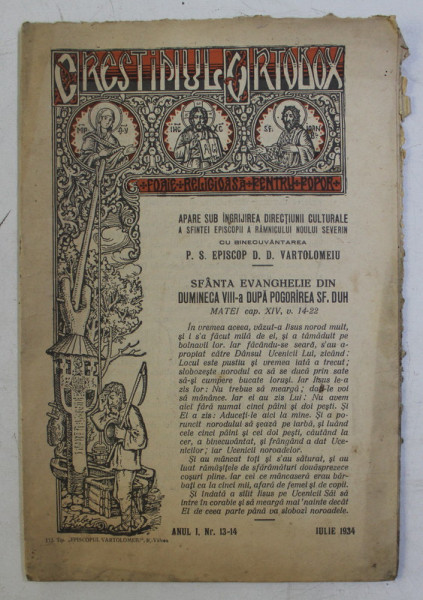 CREȘTINUL ORTODOX
MP ΘΥ
ΙΗС ХС
SF. IOAN
FOAIE RELIGIOASĂ PENTRU POPOR
APARE SUB ÎNGRIJIREA DIRECȚIUNII CULTURALE
A SFINTEI EPISCOPII A RÂMNICULUI NOULUI SEVERIN
CU BINECUVÂNTAREA
P. S. EPISCOP D. D. VARTOLOMEIU
SFÂNTA EVANGHELIE DIN
DUMINECA VIII-a DUPĂ POGORÎREA SF. DUH
MATEI cap. XIV, v. 14-22
În vremea aceea, văzut-a Iisus norod mult,
și i s'a făcut milă de ei, și a tămăduit pe
bolnavii lor. Iar făcându-se seară, s'au a-
propiat către Dânsul Ucenicii Lui, zicând:
Locul este pustiu și vremea iată a trecut;
slobozește norodul ca să se ducă prin sate
să-și cumpere bucate loruși. Iar Iisus le-a
zis lor: Nu trebue să meargă; dați-le voi
să mănânce. Iar ei au zis Lui: Nu avem
aici fără numai cinci pâini și doi pești. Și
El a zis: Aduceți-le aici la mine. Și a po-
runcit norodului să șează pe iarbă, și luând
cele cinci pâini și cei doi pești, căutând la
cer, a binecuvântat, și frângând a dat Uce-
nicilor; iar Ucenicii noroadelor.
Și au mâncat toți și s'au săturat, și au
luat rămășițele de sfărâmături douăsprezece
coșuri pline. Iar cei ce mâncaseră erau băr-
bați ca la cinci mii, afară de femei și de copii.
Și îndată a silit Iisus pe Ucenicii Săi să
intre în corabie și să meargă mai 'nainte decât
El de ceea parte până va slobozi noroadele.
ANUL I, Nr. 13-14 IULIE 1934
Tip. „EPISCOPUL VARTOLOMEIU", R.-Vâlcea